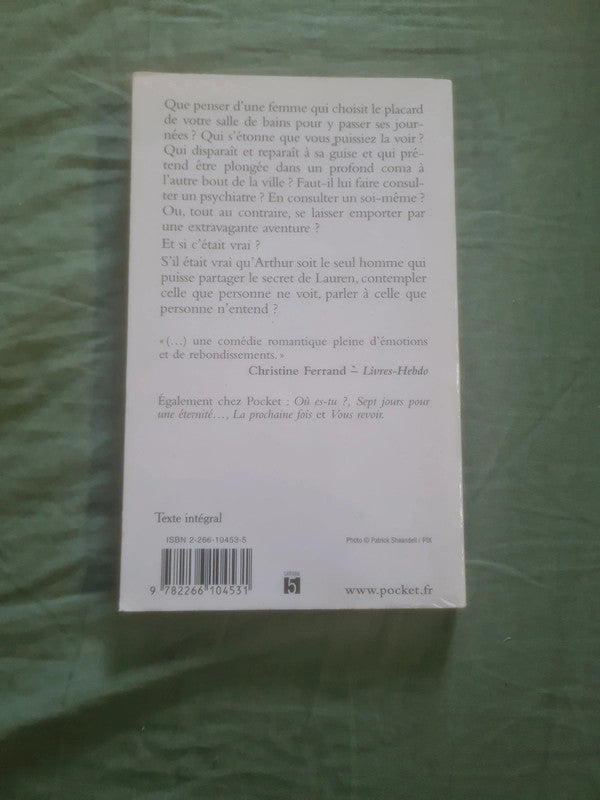 Que penser d'une femme qui choisit le placard
de votre salle de bains pour y passer ses jour-
nées ? Qui s'étonne que vous puissiez la voir ?
Qui disparaît et reparaît à sa guise et qui pré-
tend être plongée dans un profond coma à
l'autre bout de la ville ? Faut-il lui faire consul-
ter un psychiatre ? En consulter un soi-même ?
Ou, tout au contraire, se laisser emporter par
une extravagante aventure ?
Et si c'était vrai ?
S'il était vrai qu'Arthur soit le seul homme qui
puisse partager le secret de Lauren, contempler
celle que personne ne voit, parler à celle que
personne n'entend ?
« (...) une comédie romantique pleine d'émotions
et de rebondissements. »
Christine Ferrand – Livres-Hebdo
Également chez Pocket : Où es-tu ?, Sept jours pour
une éternité..., La prochaine fois et Vous revoir.
Texte intégral
ISBN 2-266-10453-5
Photo © Patrick Sheandell / PIX
9 782266 104531
5
www.pocket.fr